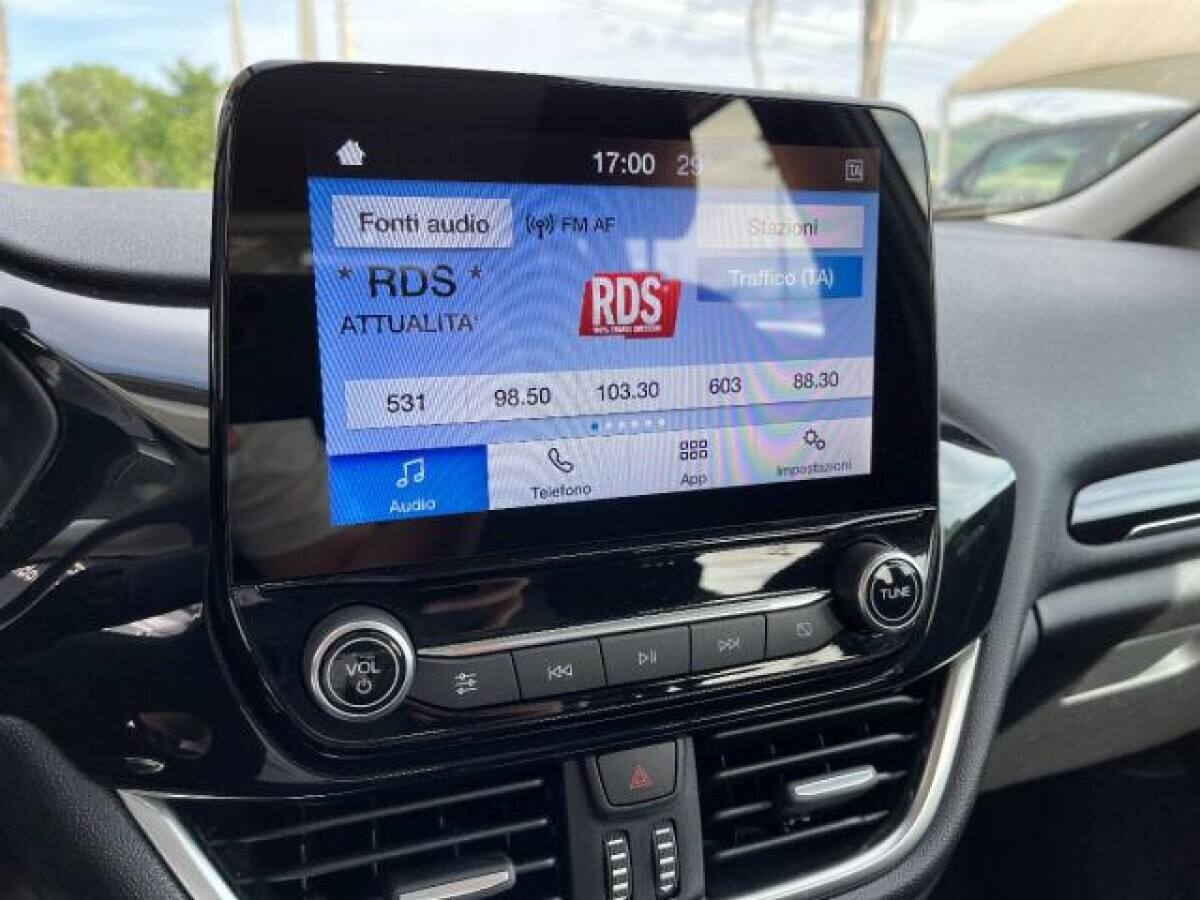 17:00 29°
TA
Fonti audio
FM AF
Stazioni
* RDS *
ATTUALITA'
RDS
Traffico (TA)
531 98.50 103.30 603 88.30
Audio
Telefono
App
Impostazioni
VOL
TUNE